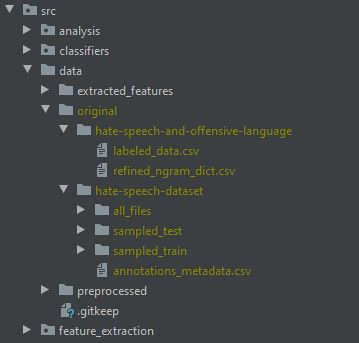 src
analysis
classifiers
data
extracted_features
original
hate-speech-and-offensive-language
labeled_data.csv
refined_ngram_dict.csv
hate-speech-dataset
all_files
sampled_test
sampled_train
annotations_metadata.csv
preprocessed
.gitkeep
feature_extraction